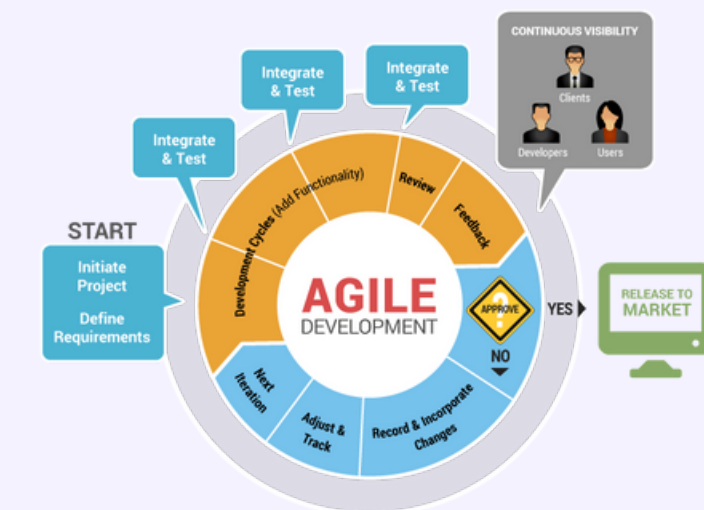 START
Initiate
Project
Define
Requirements
Integrate
& Test
Integrate
& Test
Integrate
& Test
CONTINUOUS VISIBILITY
Clients
Developers
Users
Development Cycles (Add Functionality)
Review
Feedback
AGILE
DEVELOPMENT
?
APPROVE
YES
NO
RELEASE TO
MARKET
Record & Incorporate
Changes
Adjust &
Track
Next
Iteration